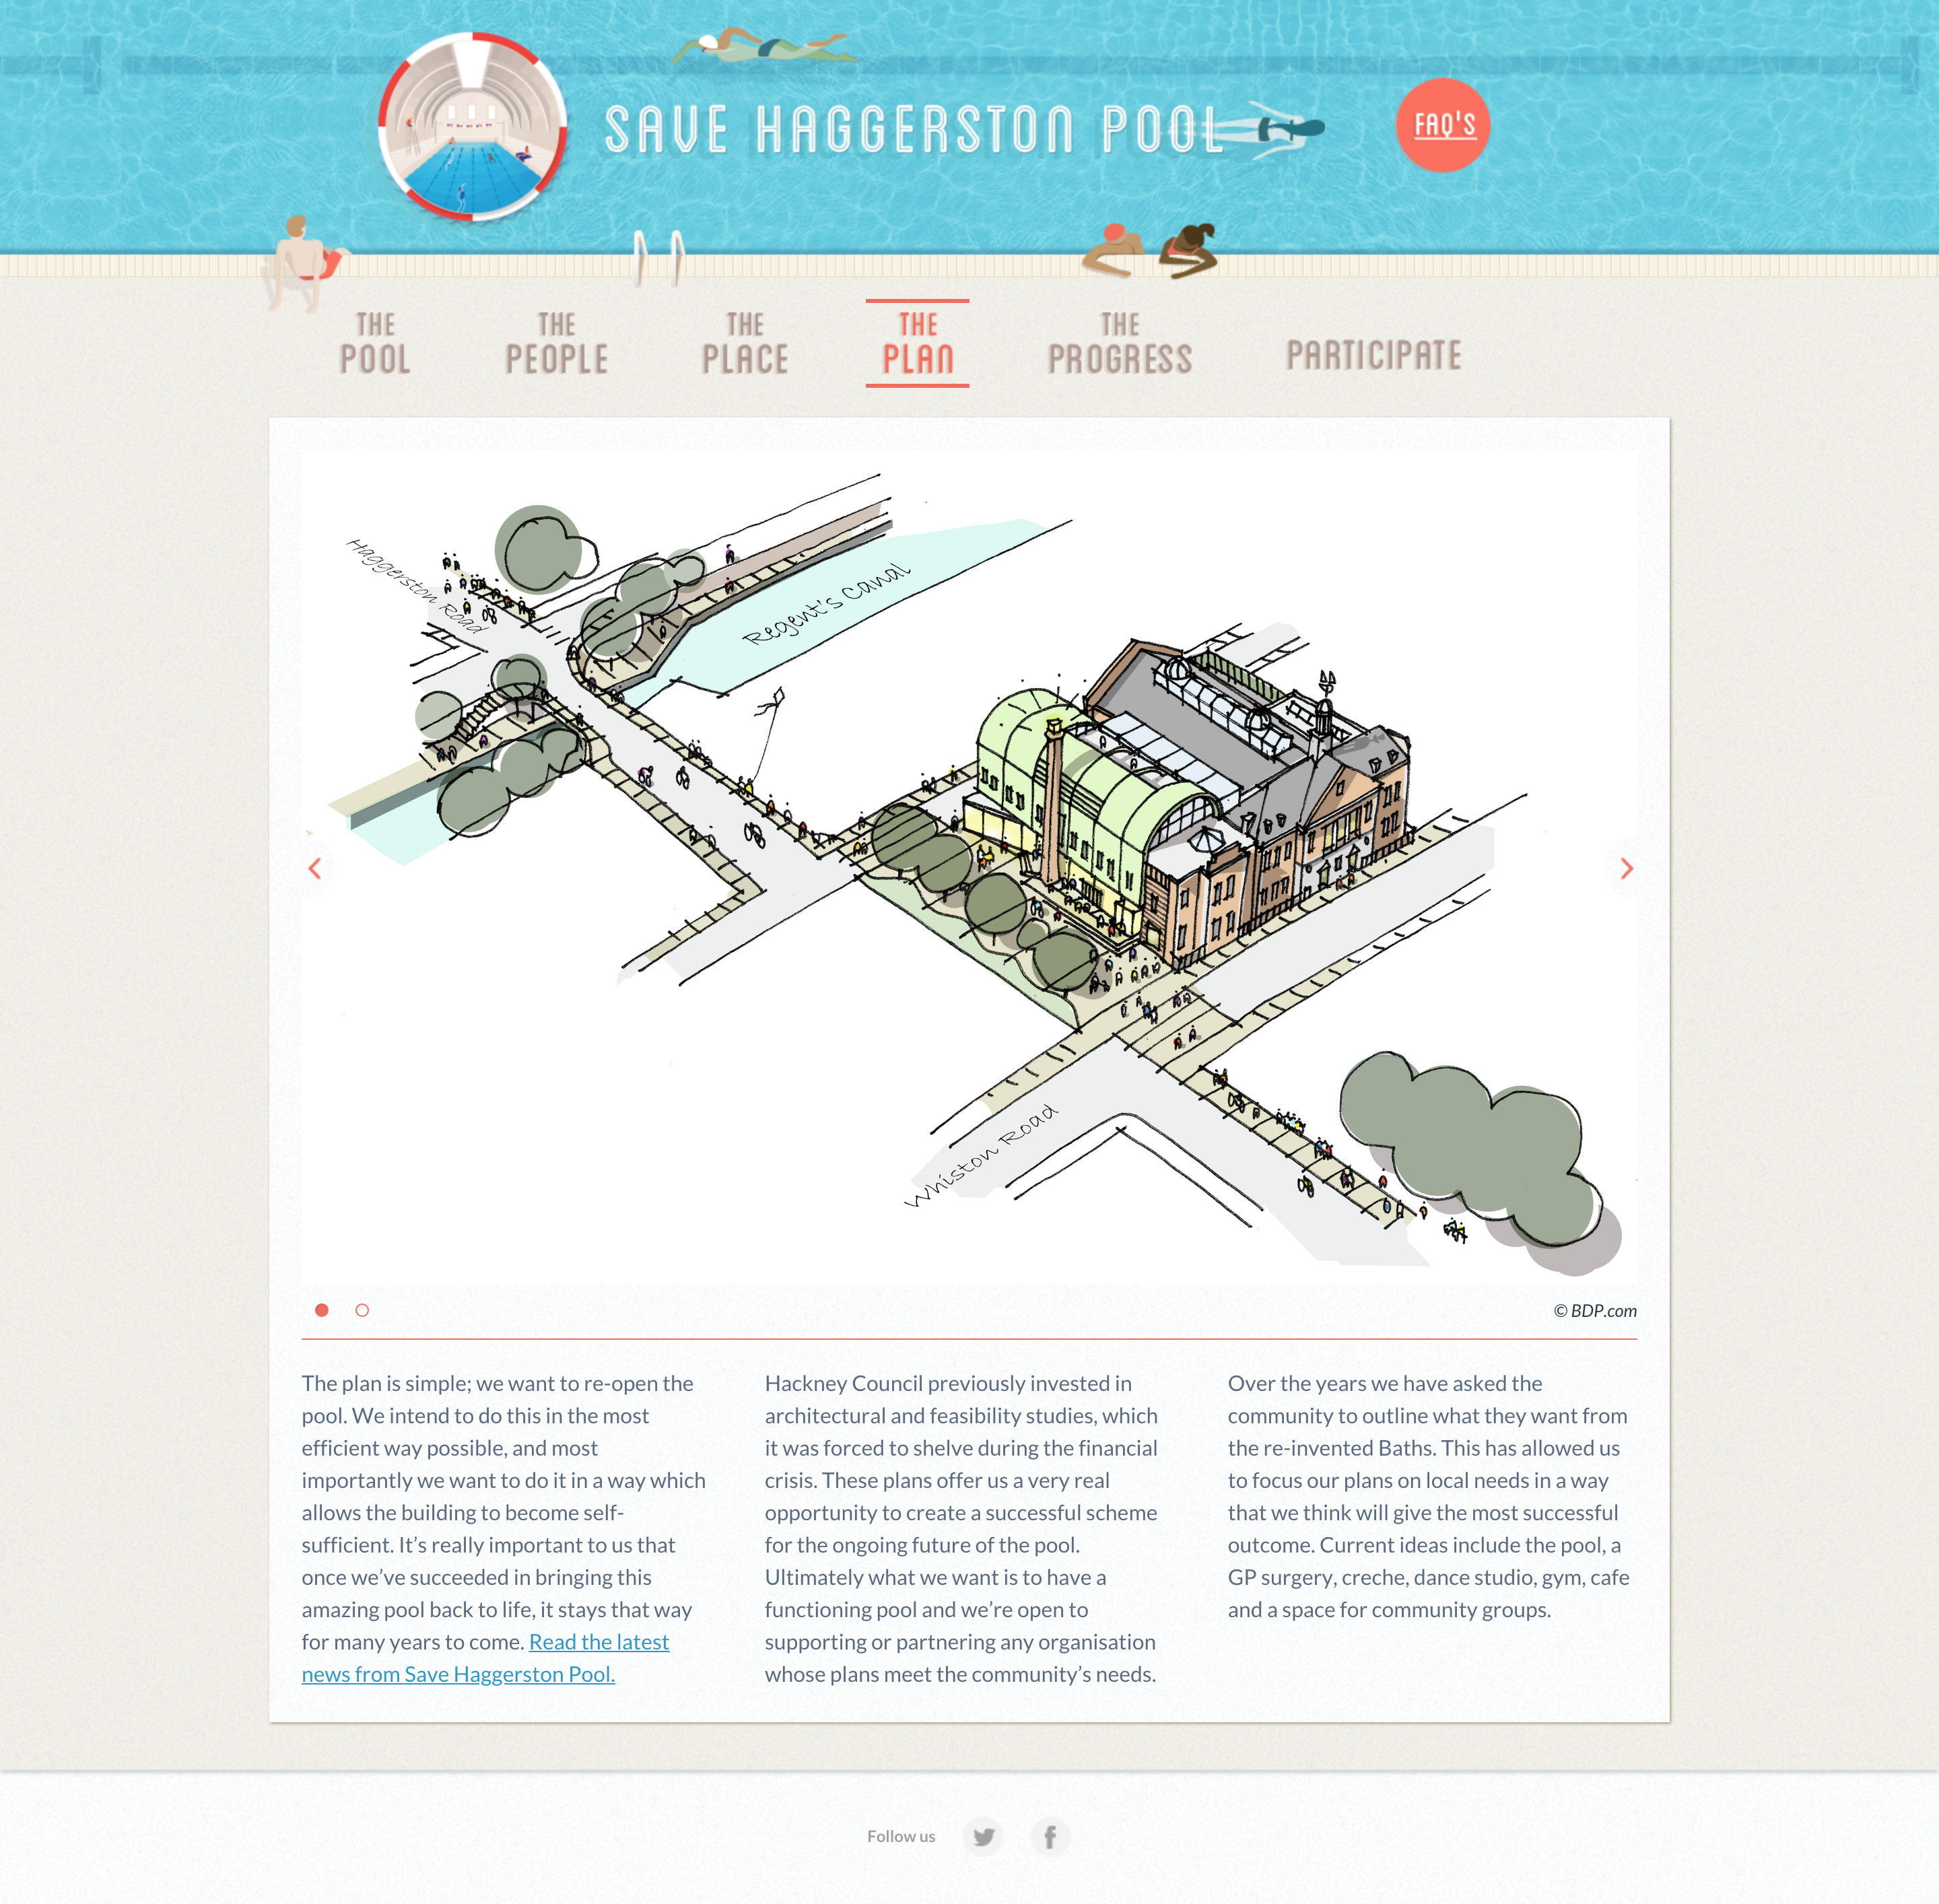 SAVE HAGGERSTON POOL
FAQ'S
THE
POOL
THE
PEOPLE
THE
PLACE
THE
PLAN
THE
PROGRESS
PARTICIPATE
Haggerston Road
Regent's Canal
Whiston Road
© BDP.com
The plan is simple; we want to re-open the
pool. We intend to do this in the most
efficient way possible, and most
importantly we want to do it in a way which
allows the building to become self-
sufficient. It’s really important to us that
once we’ve succeeded in bringing this
amazing pool back to life, it stays that way
for many years to come. Read the latest
news from Save Haggerston Pool.
Hackney Council previously invested in
architectural and feasibility studies, which
it was forced to shelve during the financial
crisis. These plans offer us a very real
opportunity to create a successful scheme
for the ongoing future of the pool.
Ultimately what we want is to have a
functioning pool and we’re open to
supporting or partnering any organisation
whose plans meet the community’s needs.
Over the years we have asked the
community to outline what they want from
the re-invented Baths. This has allowed us
to focus our plans on local needs in a way
that we think will give the most successful
outcome. Current ideas include the pool, a
GP surgery, creche, dance studio, gym, cafe
and a space for community groups.
Follow us